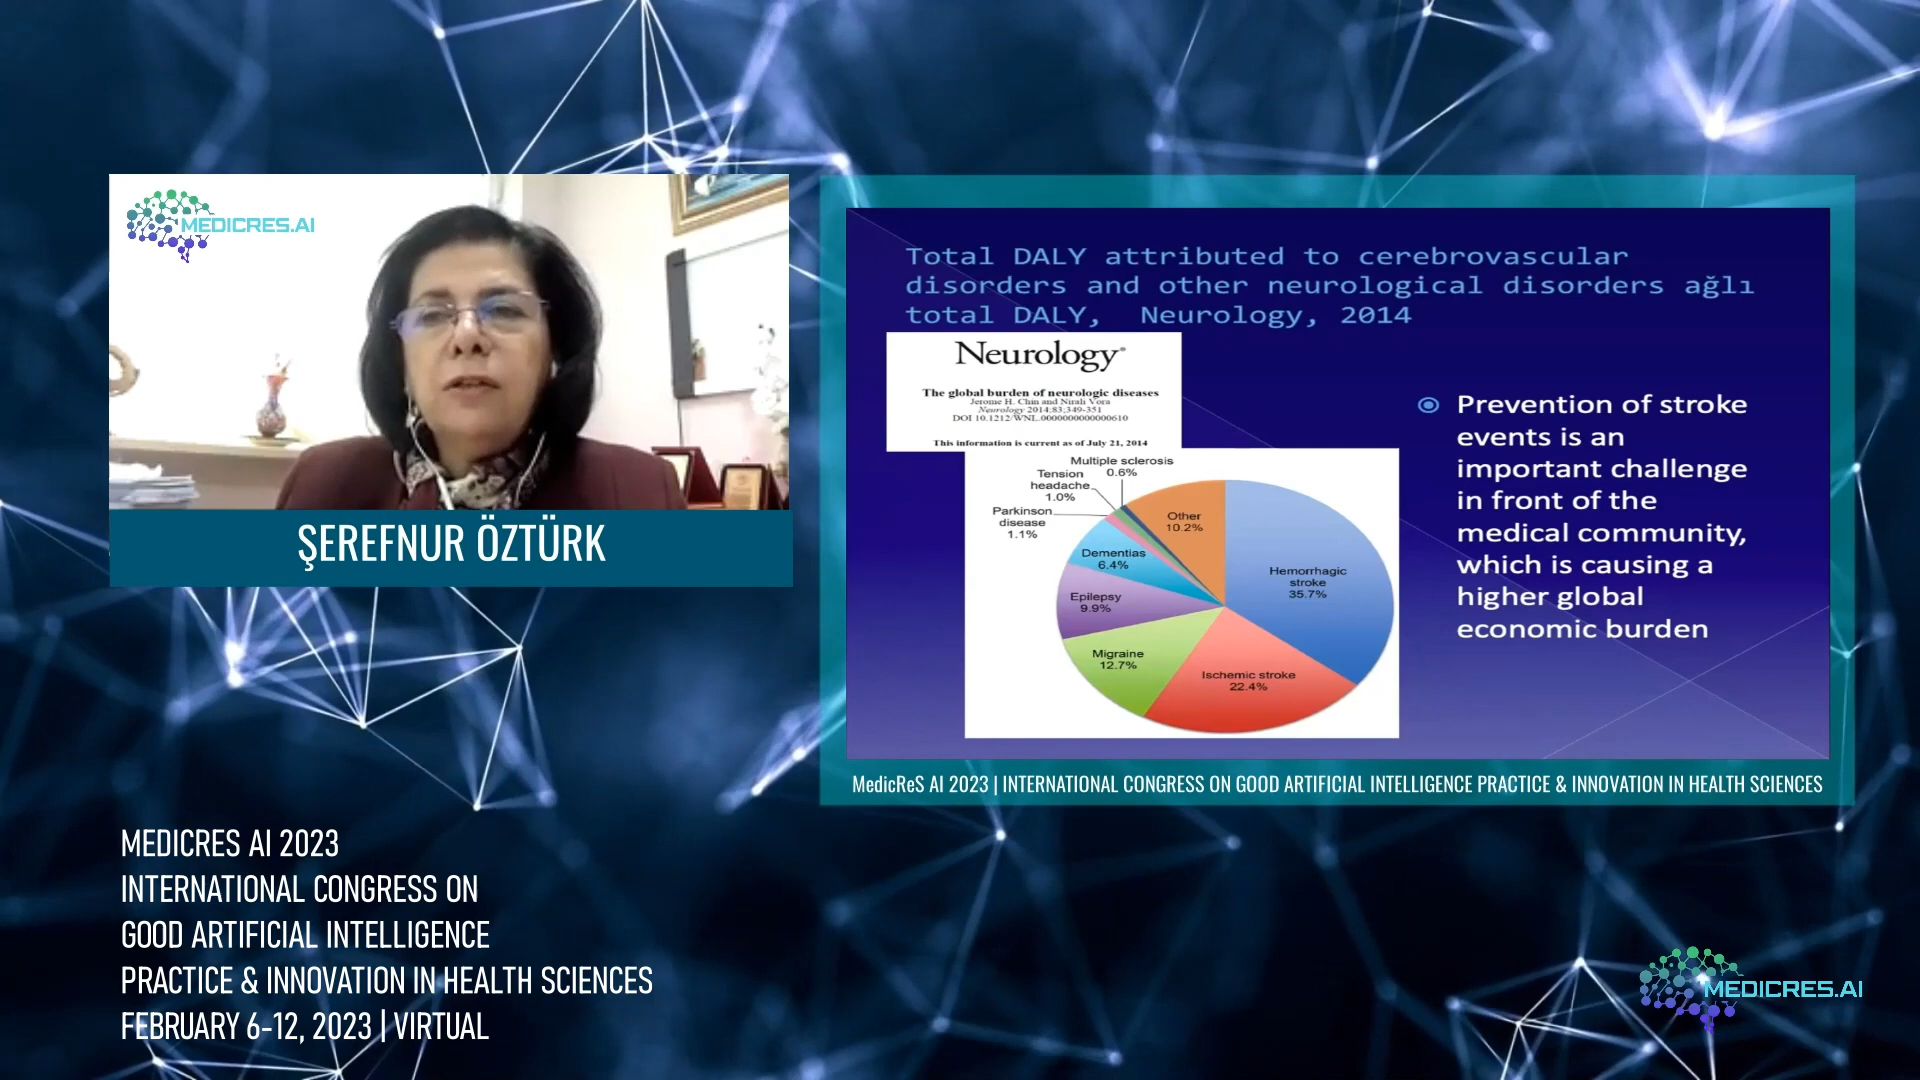 MEDICRES.AI
ŞEREFNUR ÖZTÜRK
Total DALY attributed to cerebrovascular
disorders and other neurological disorders ağlı
total DALY, Neurology, 2014
Neurology®
The global burden of neurologic diseases
Jerome H. Chin and Nirali Vora
Neurology 2014;83;349-351
DOI 10.1212/WNL.0000000000000610
This information is current as of July 21, 2014
Multiple sclerosis
0.6%
Tension
headache
1.0%
Parkinson
disease
1.1%
Other
10.2%
Dementias
6.4%
Epilepsy
9.9%
Migraine
12.7%
Ischemic stroke
22.4%
Hemorrhagic
stroke
35.7%
Prevention of stroke
events is an
important challenge
in front of the
medical community,
which is causing a
higher global
economic burden
MedicReS AI 2023 | INTERNATIONAL CONGRESS ON GOOD ARTIFICIAL INTELLIGENCE PRACTICE & INNOVATION IN HEALTH SCIENCES
MEDICRES AI 2023
INTERNATIONAL CONGRESS ON
GOOD ARTIFICIAL INTELLIGENCE
PRACTICE & INNOVATION IN HEALTH SCIENCES
FEBRUARY 6-12, 2023 | VIRTUAL
MEDICRES.AI